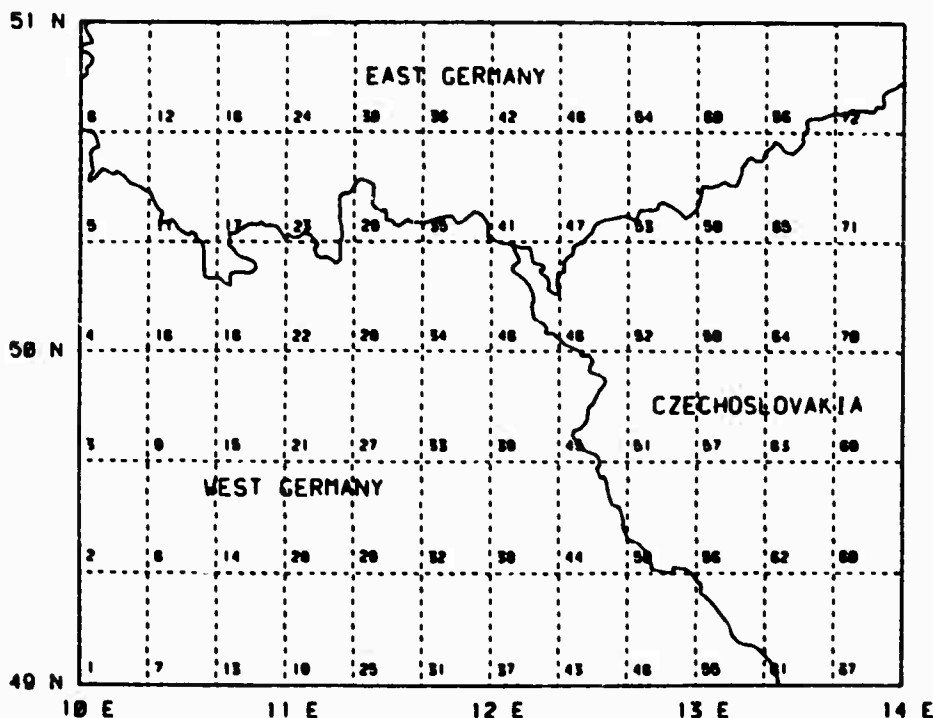 51 N
EAST GERMANY
6 12 18 24 30 36 42 48 54 60 66 72
5 11 17 23 29 35 41 47 53 59 65 71
50 N
4 10 16 22 28 34 40 46 52 58 64 70
CZECHOSLOVAKIA
3 9 15 21 27 33 39 45 51 57 63 69
WEST GERMANY
2 8 14 20 26 32 38 44 50 56 62 68
49 N
1 7 13 19 25 31 37 43 49 55 61 67
10 E 11 E 12 E 13 E 14 E